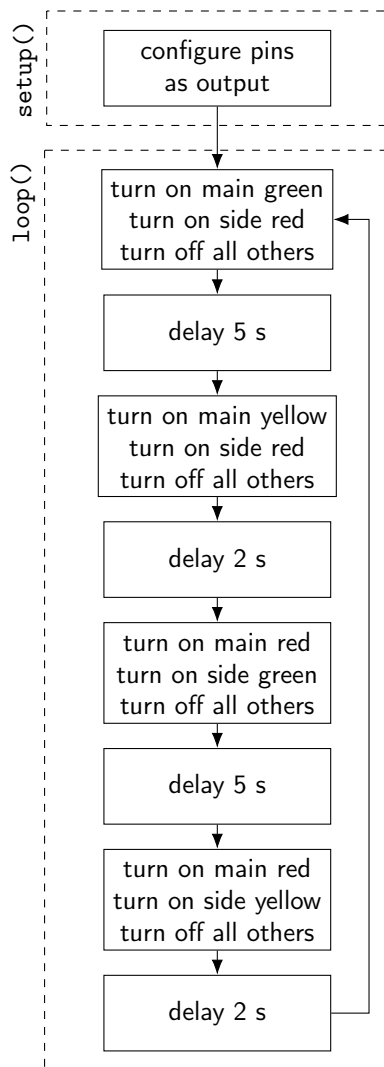 setup()
configure pins
as output
loop()
turn on main green
turn on side red
turn off all others
delay 5 s
turn on main yellow
turn on side red
turn off all others
delay 2 s
turn on main red
turn on side green
turn off all others
delay 5 s
turn on main red
turn on side yellow
turn off all others
delay 2 s